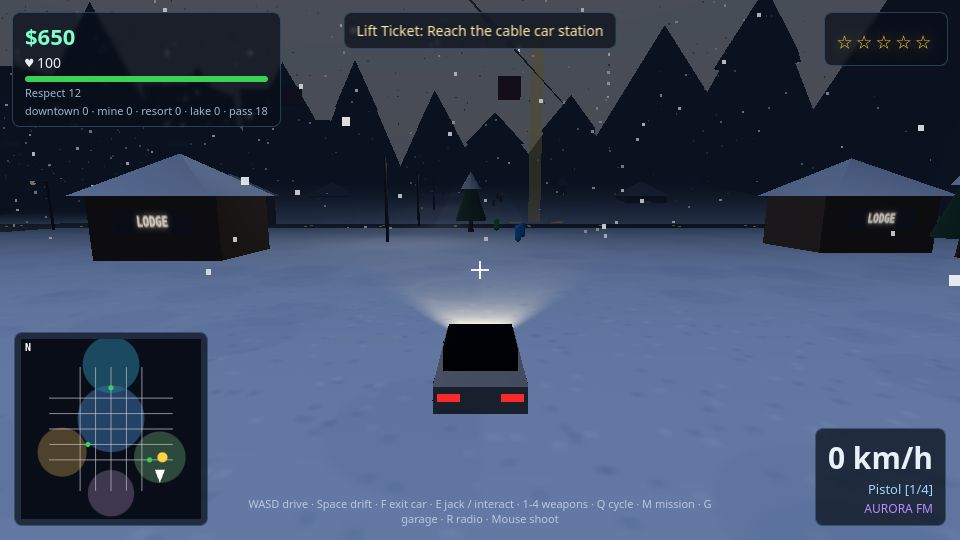 $650
♥ 100
Respect 12
downtown 0 · mine 0 · resort 0 · lake 0 · pass 18
Lift Ticket: Reach the cable car station
☆☆☆☆☆
LODGE
LODGE
N
WASD drive · Space drift · F exit car · E jack / interact · 1-4 weapons · Q cycle · M mission · G
garage · R radio · Mouse shoot
0 km/h
Pistol [1/4]
AURORA FM